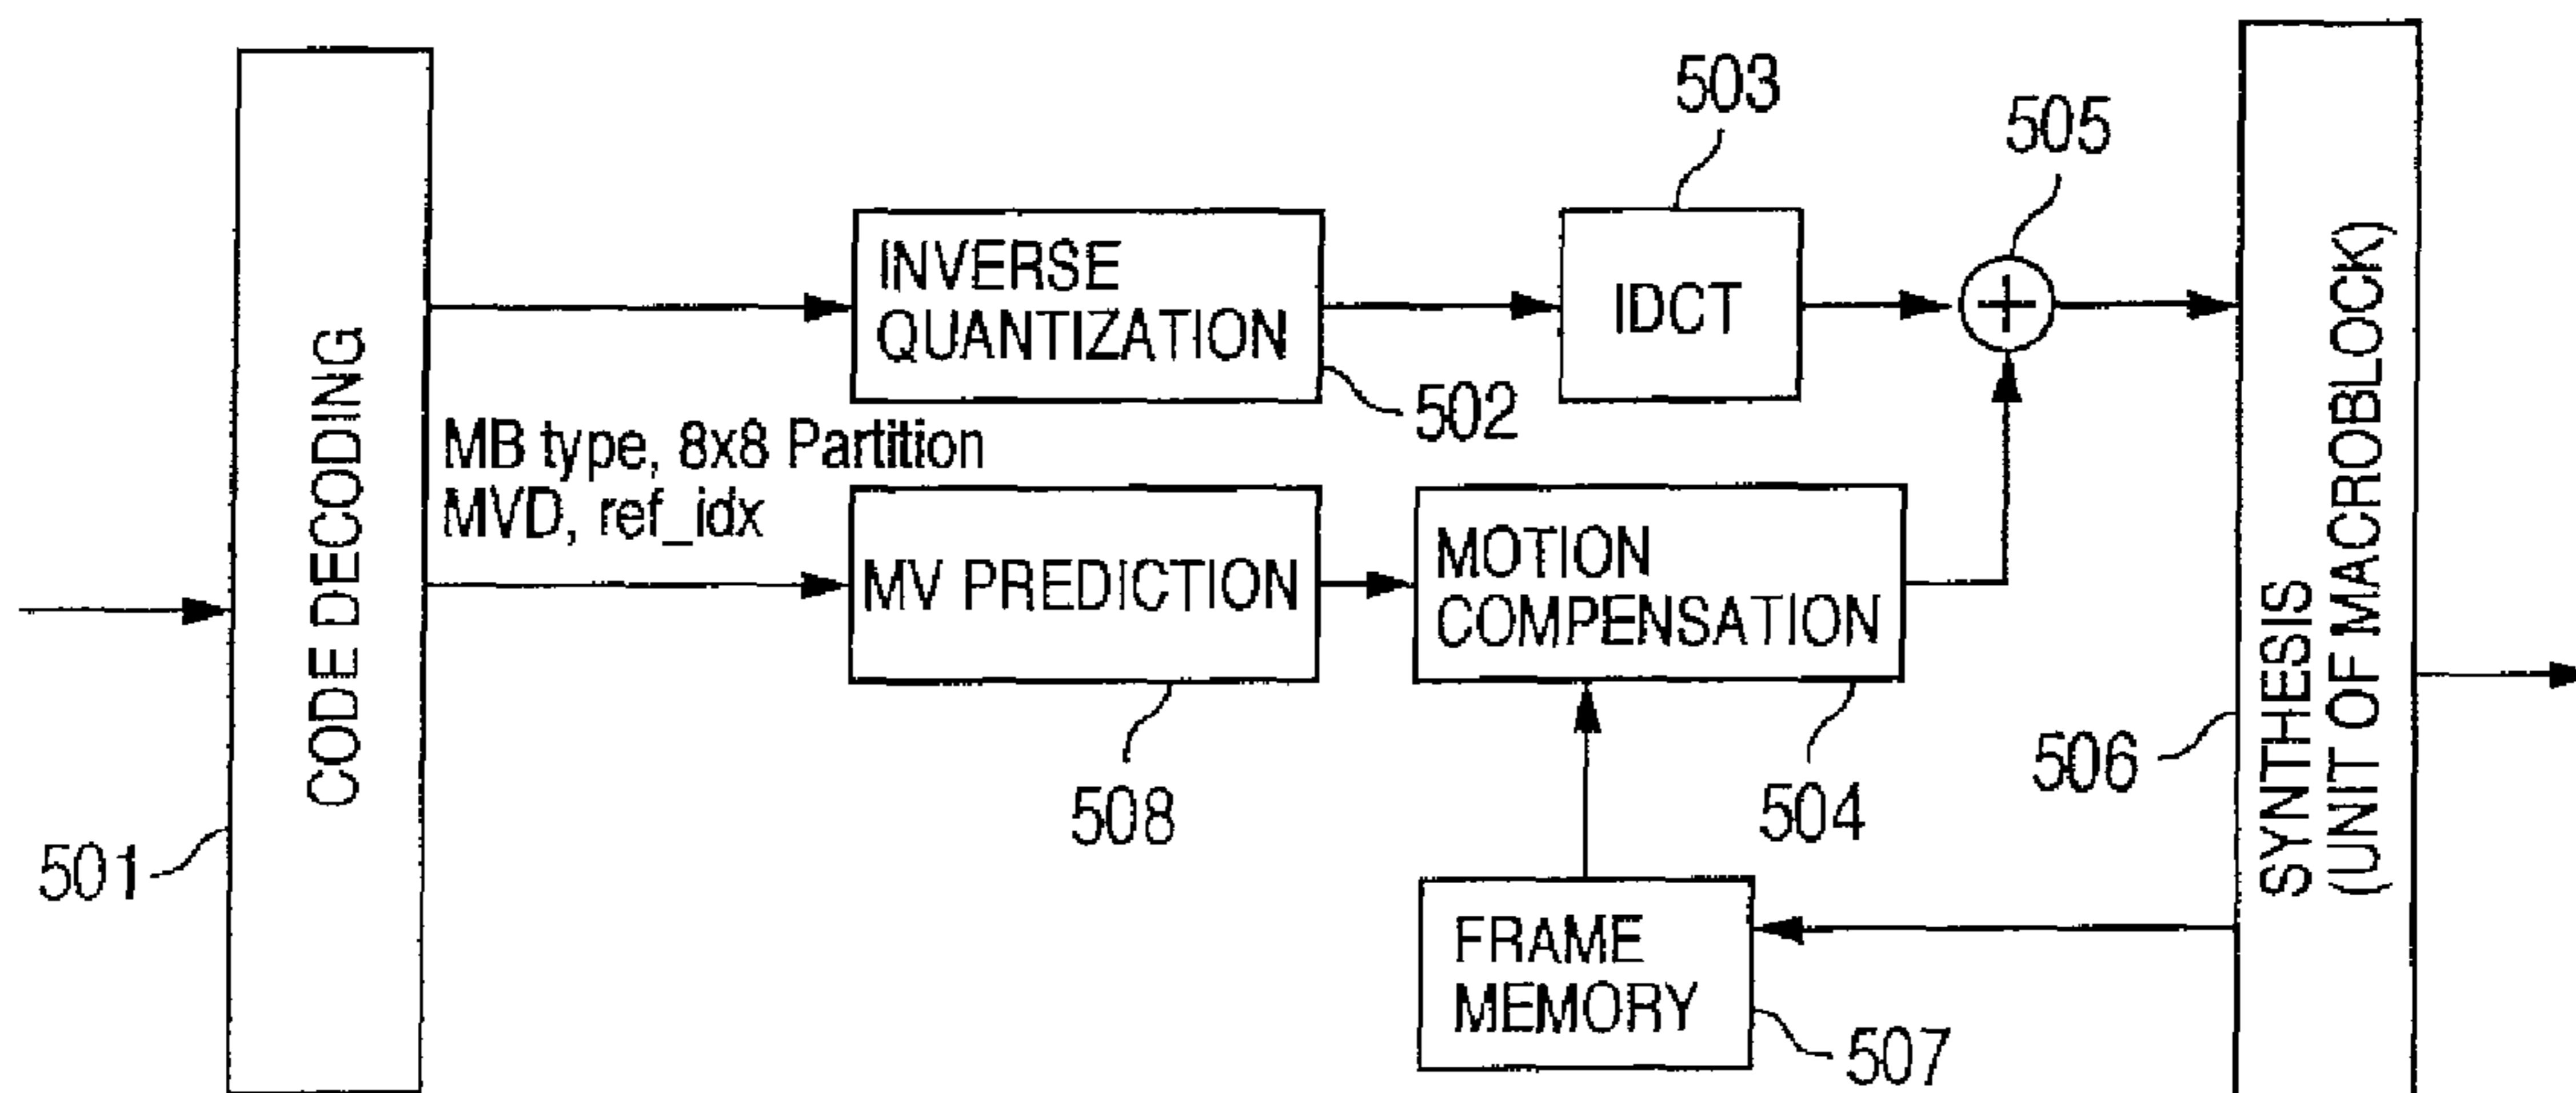 503
505
INVERSE
QUANTIZATION
IDCT
502
CODE DECODING
MB type, 8x8 Partition
MVD, ref_idx
MV PREDICTION
MOTION
COMPENSATION
508
504
506
SYNTHESIS
(UNIT OF MACROBLOCK)
501
FRAME
MEMORY
507